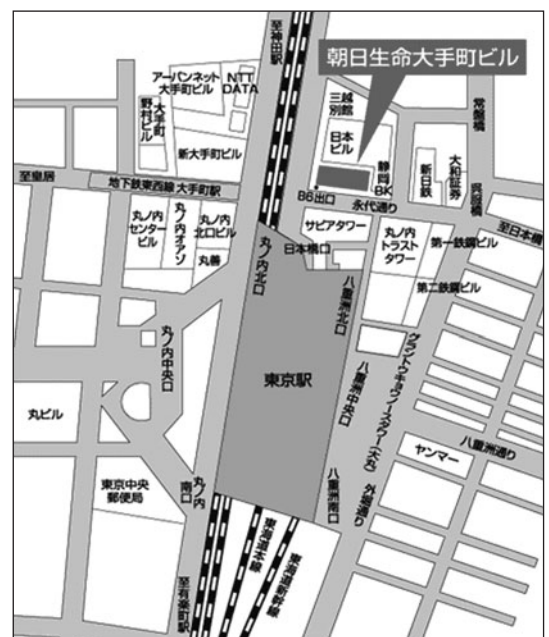 至神田駅
朝日生命大手町ビル
アーバンネット
大手町ビル
NTT
DATA
大手町
野村ビル
新大手町ビル
三越
別館
日本
ビル
静岡
BK
常盤橋
新日鉄
大和証券
呉服橋
至皇居
地下鉄東西線 大手町駅
B6出口
永代通り
至日本橋
丸ノ内
センター
ビル
丸ノ内オアゾ
丸ノ内
北口ビル
丸善
丸ノ内北口
サピアタワー
日本橋口
丸ノ内
トラスト
タワー
第一鉄鋼ビル
第二鉄鋼ビル
八重洲北口
丸ノ内中央口
東京駅
八重洲中央口
グラントウキョウノースタワー(大丸)
外堀通り
八重洲通り
ヤンマー
丸ビル
東京中央
郵便局
丸ノ内
南口
八重洲南口
東海道本線
東海道新幹線
至有楽町駅